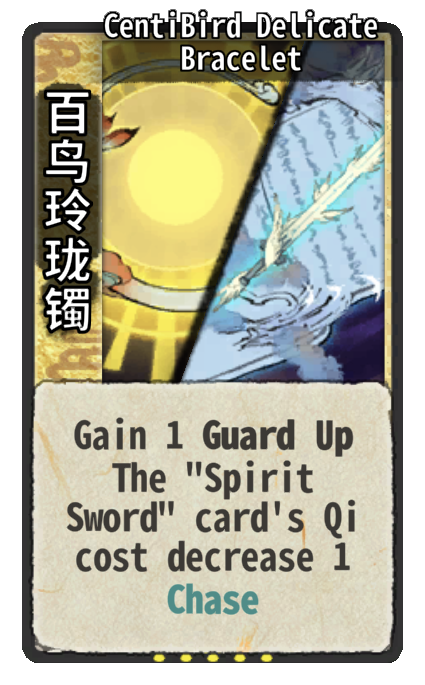 CentiBird Delicate
Bracelet
百鸟玲珑镯
Gain 1 Guard Up
The "Spirit
Sword" card's Qi
cost decrease 1
Chase